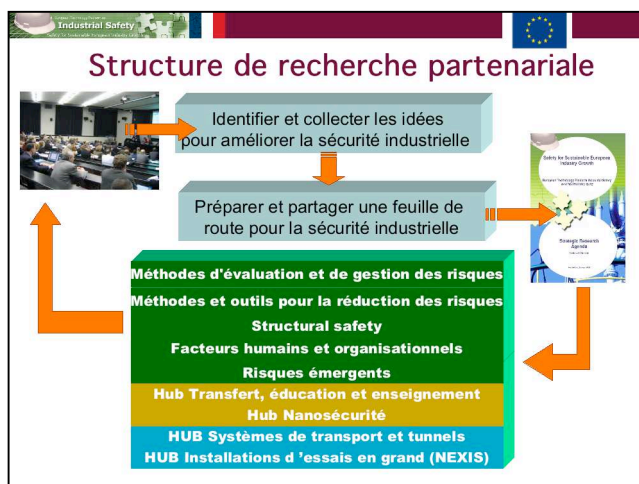 Industrial Safety
Structure de recherche partenariale
Identifier et collecter les idées
pour améliorer la sécurité industrielle
Préparer et partager une feuille de
route pour la sécurité industrielle
Safety for Sustainable European
Industry Growth
Strategic Research
Agenda
Méthodes d'évaluation et de gestion des risques
Méthodes et outils pour la réduction des risques
Structural safety
Facteurs humains et organisationnels
Risques émergents
Hub Transfert, éducation et enseignement
Hub Nanosécurité
HUB Systèmes de transport et tunnels
HUB Installations d 'essais en grand (NEXIS)